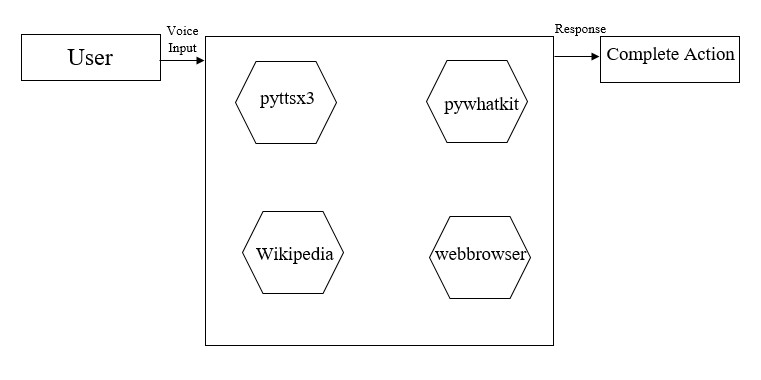 User
Voice
Input
Response
Complete Action
pyttsx3
pywhatkit
Wikipedia
webbrowser